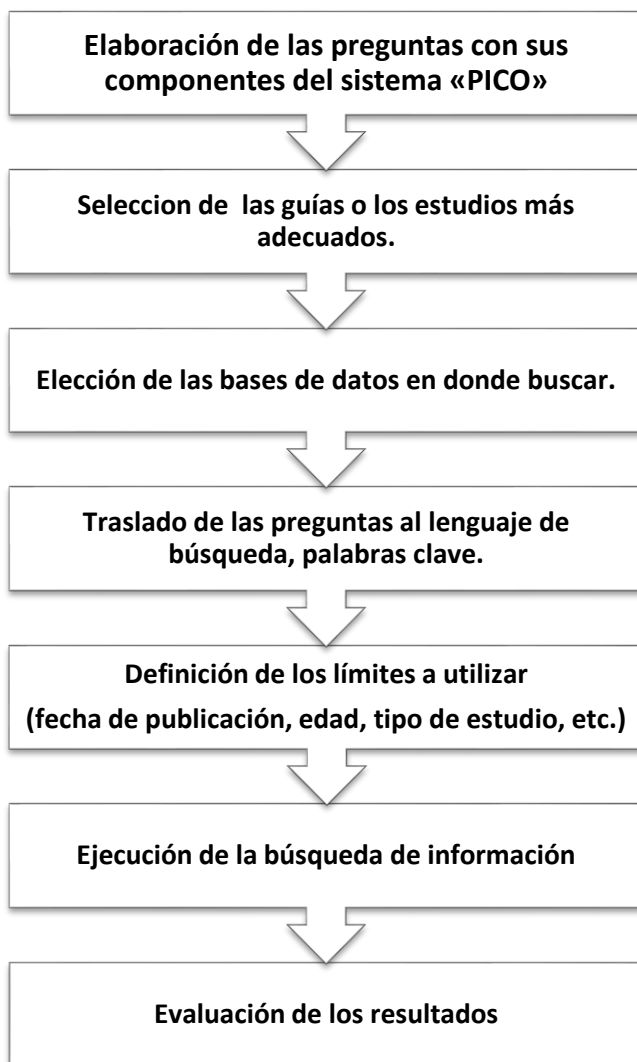 Elaboración de las preguntas con sus
componentes del sistema «PICO»
Seleccion de las guías o los estudios más
adecuados.
Elección de las bases de datos en donde buscar.
Traslado de las preguntas al lenguaje de
búsqueda, palabras clave.
Definición de los límites a utilizar
(fecha de publicación, edad, tipo de estudio, etc.)
Ejecución de la búsqueda de información
Evaluación de los resultados